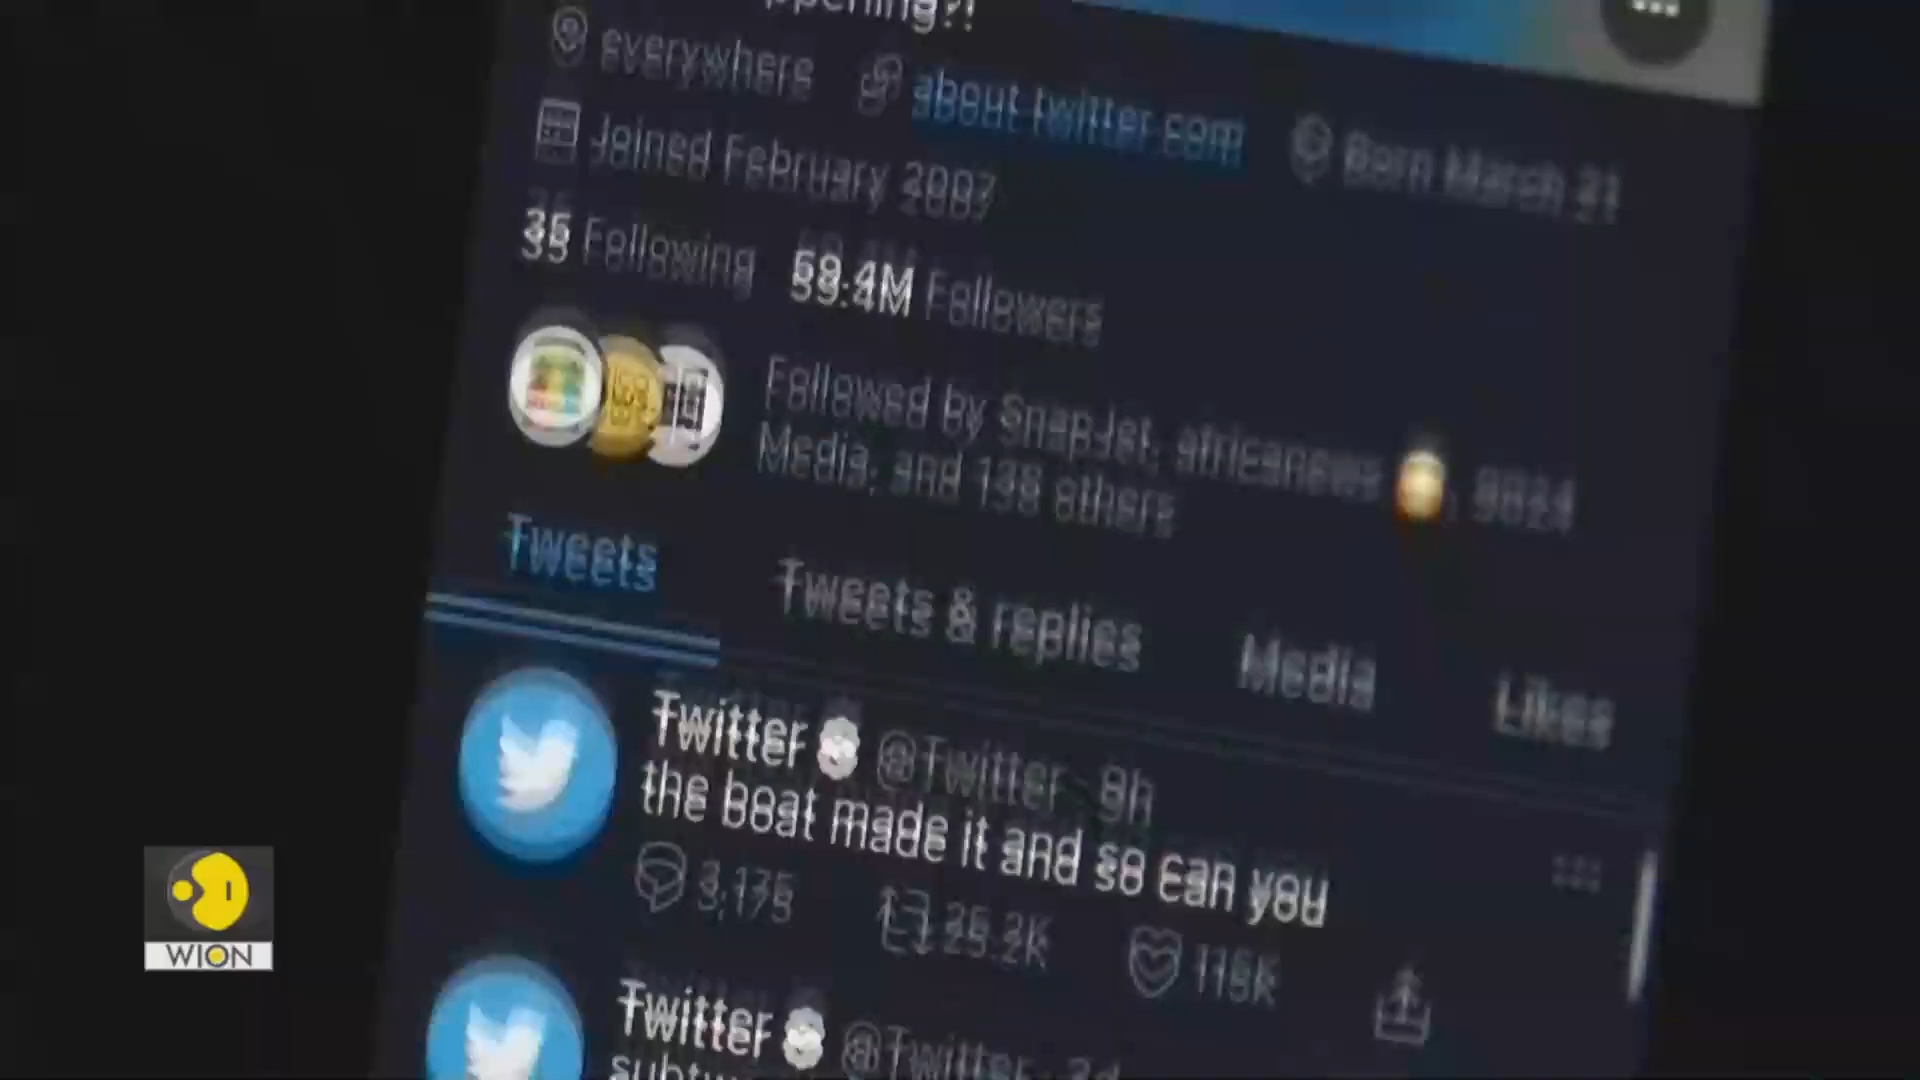 everywhere about.twitter.com Born March 21
Joined February 2007
35 Following 59.4M Followers
Followed by SnapJet, africanews
Media, and 138 others
Tweets Tweets & replies Media Likes
Twitter @Twitter · 9h
the boat made it and so can you
3,175 25.2K 115K
Twitter @Twitter
WION